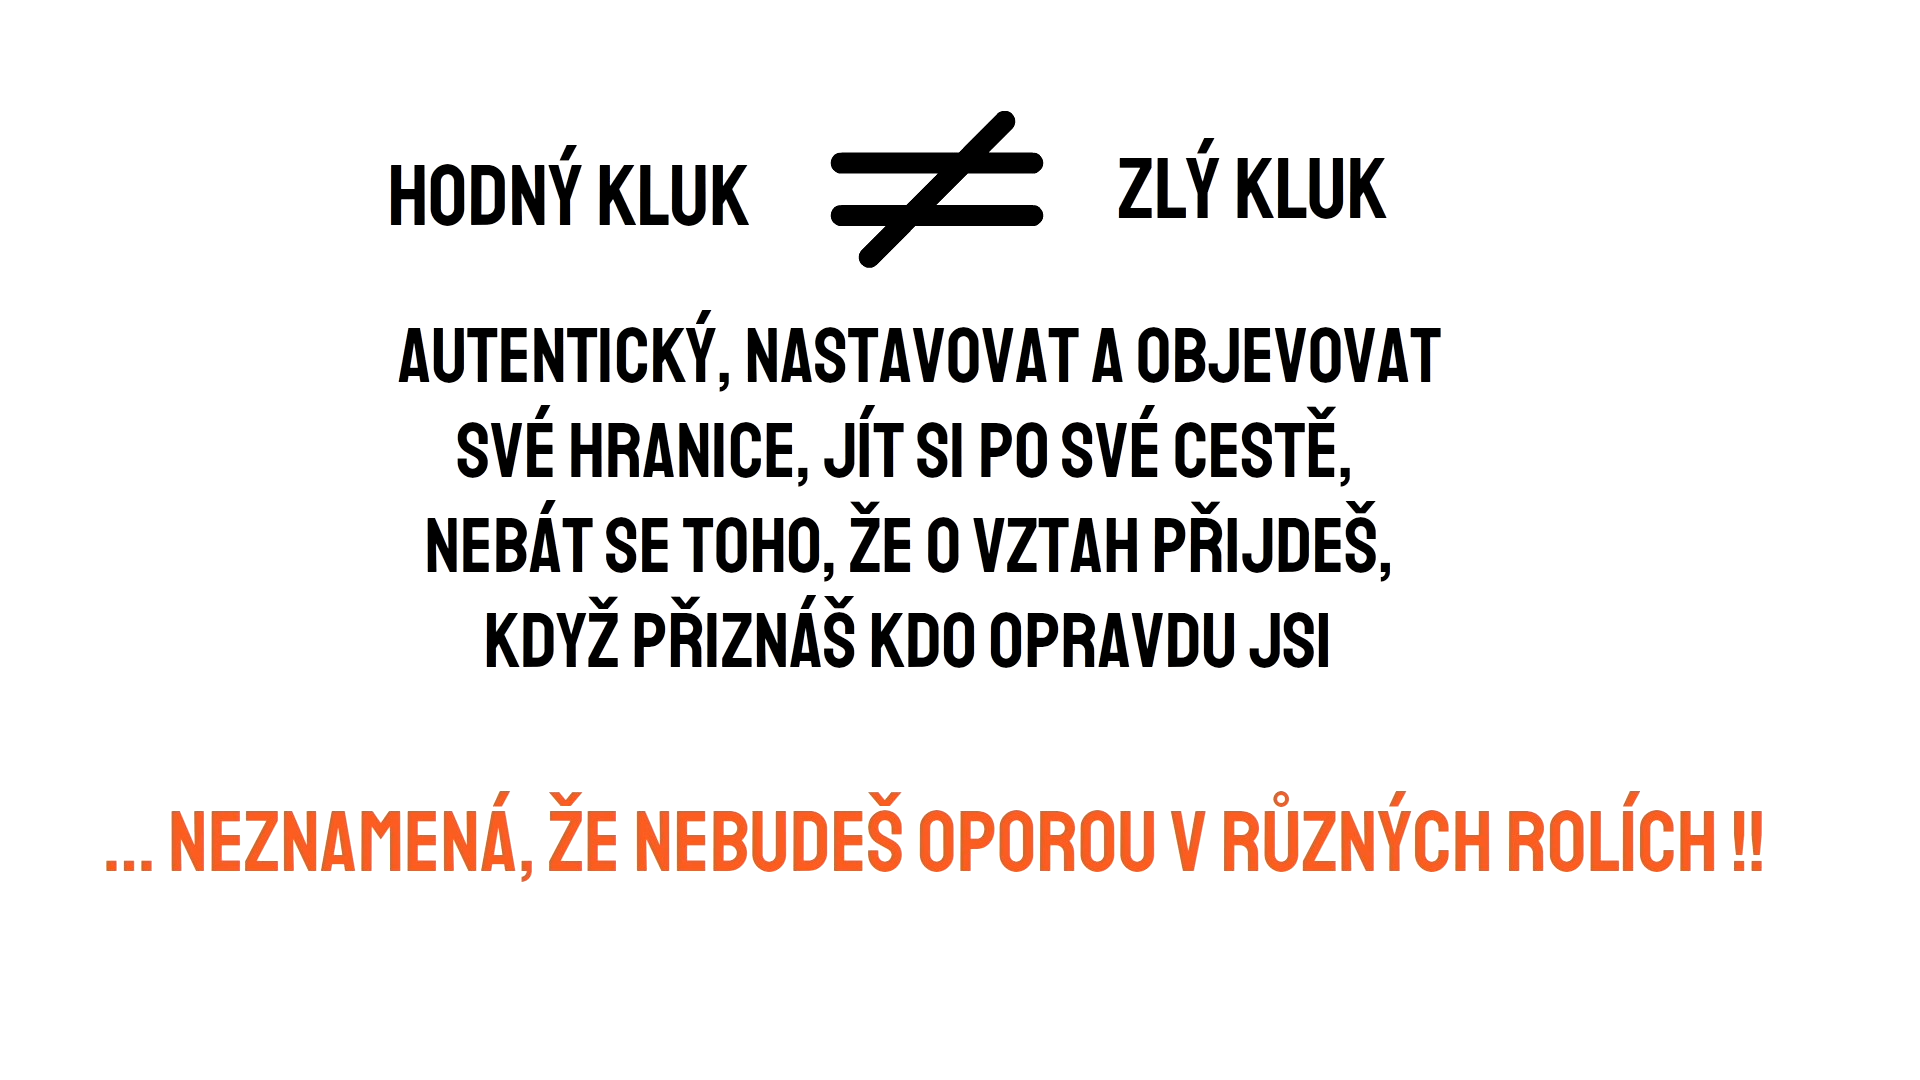 HODNÝ KLUK ≠ ZLÝ KLUK
AUTENTICKÝ, NASTAVOVAT A OBJEVOVAT
SVÉ HRANICE, JÍT SI PO SVÉ CESTĚ,
NEBÁT SE TOHO, ŽE O VZTAH PŘIJDEŠ,
KDYŽ PŘIZNÁŠ KDO OPRAVDU JSI
... NEZNAMENÁ, ŽE NEBUDEŠ OPOROU V RŮZNÝCH ROLÍCH !!